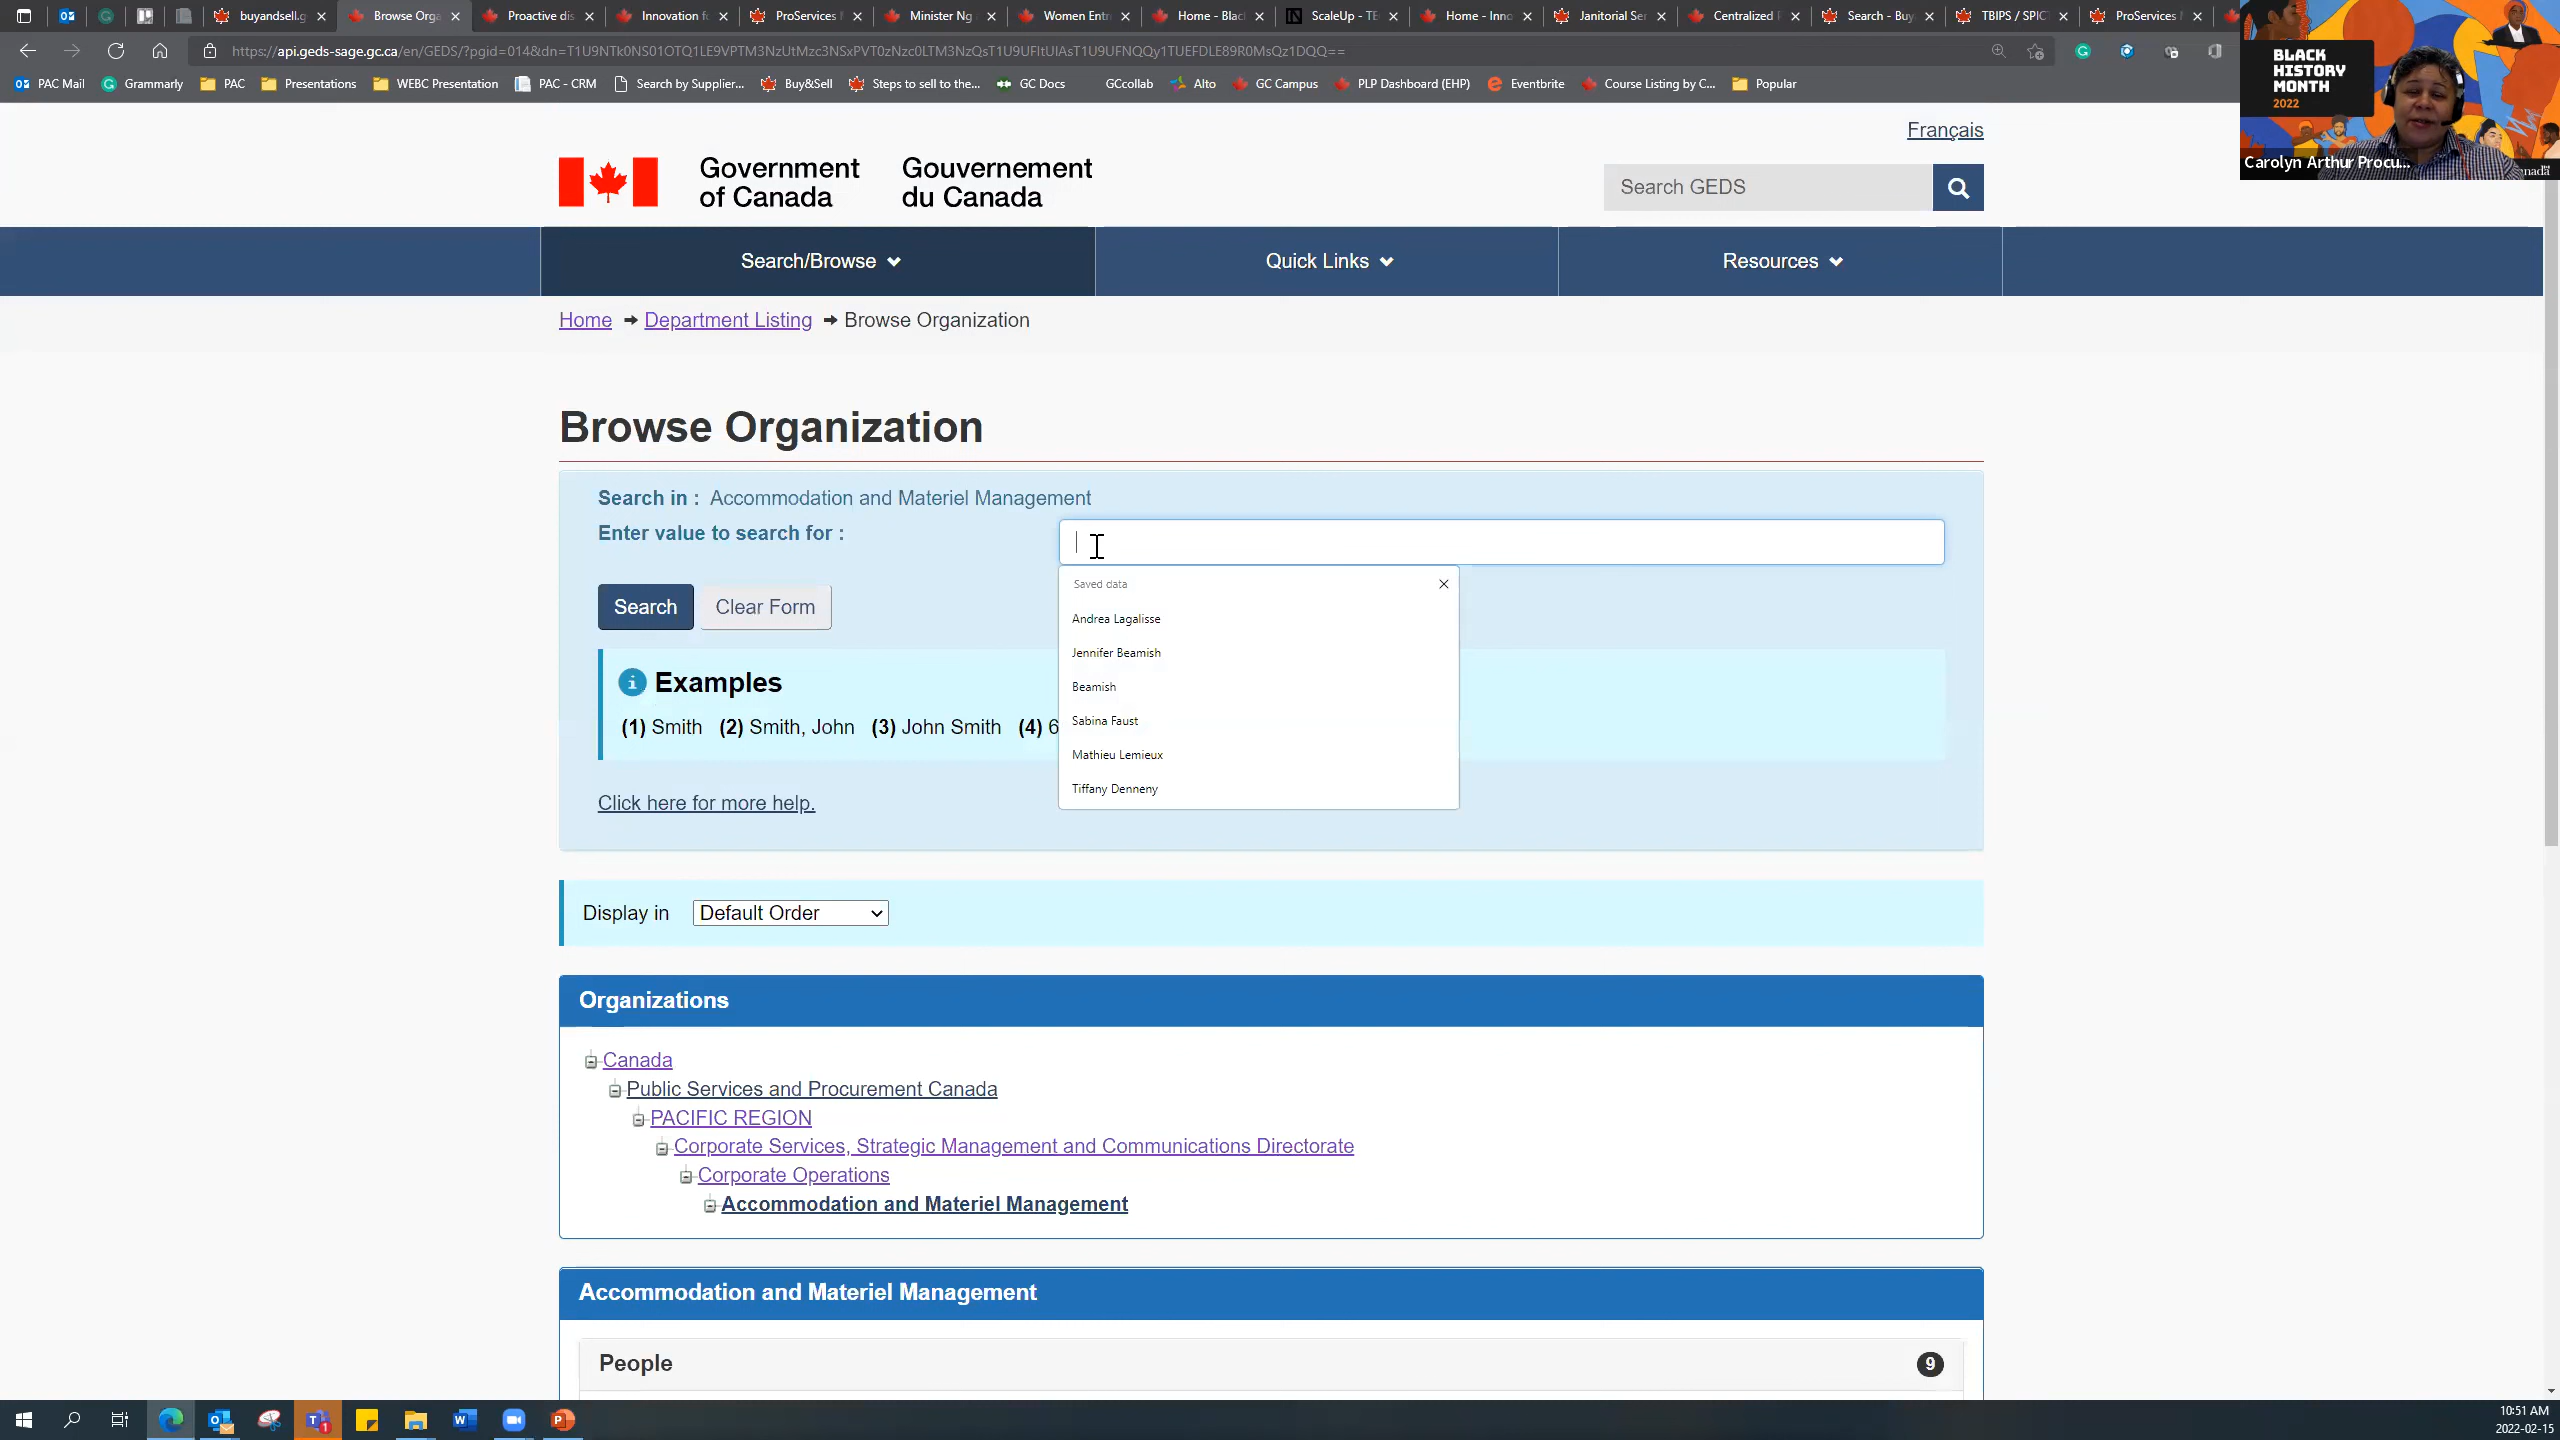 buyandsell.g Browse Orga Proactive di Innovation f ProServices Minister Ng Women Entr Home - Blac ScaleUp - TE Home - Inno Janitorial Ser Centralized Search - Buy TBIPS / SPIC ProServices
https://api.geds-sage.gc.ca/en/GEDS/?pgid=014&dn=
PAC Mail Grammarly PAC Presentations WEBC Presentation PAC - CRM Search by Supplier... Buy&Sell Steps to sell to the... GC Docs GCcollab Alto GC Campus PLP Dashboard (EHP) Eventbrite Course Listing by C... Popular
BLACK
HISTORY
MONTH
2022
Carolyn Arthur Procu...
Français
Government
of Canada
Gouvernement
du Canada
Search GEDS
Search/Browse Quick Links Resources
Home Department Listing Browse Organization
Browse Organization
Search in : Accommodation and Materiel Management
Enter value to search for :
Saved data
Andrea Lagalisse
Jennifer Beamish
Beamish
Sabina Faust
Mathieu Lemieux
Tiffany Denneny
Search Clear Form
Examples
(1) Smith (2) Smith, John (3) John Smith (4) 6
Click here for more help.
Display in Default Order
Organizations
Canada
Public Services and Procurement Canada
PACIFIC REGION
Corporate Services, Strategic Management and Communications Directorate
Corporate Operations
Accommodation and Materiel Management
Accommodation and Materiel Management
People 9
10:51 AM
2022-02-15